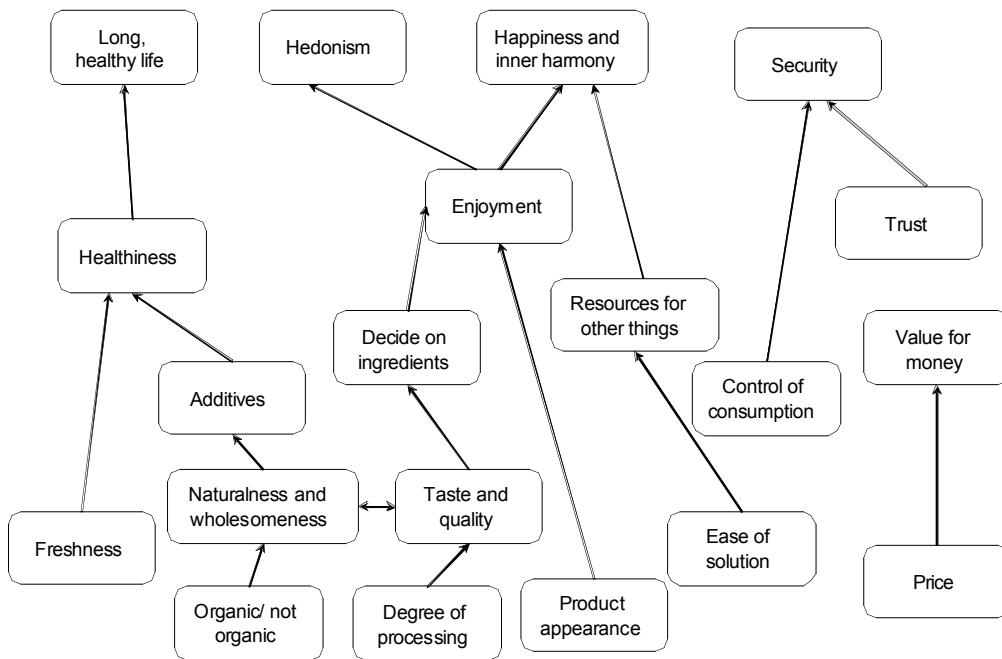 Long,
healthy life
Hedonism
Happiness and
inner harmony
Security
Enjoyment
Trust
Healthiness
Resources for
other things
Decide on
ingredients
Value for
money
Additives
Control of
consumption
Naturalness and
wholesomeness
Taste and
quality
Freshness
Ease of
solution
Price
Organic/ not
organic
Degree of
processing
Product
appearance